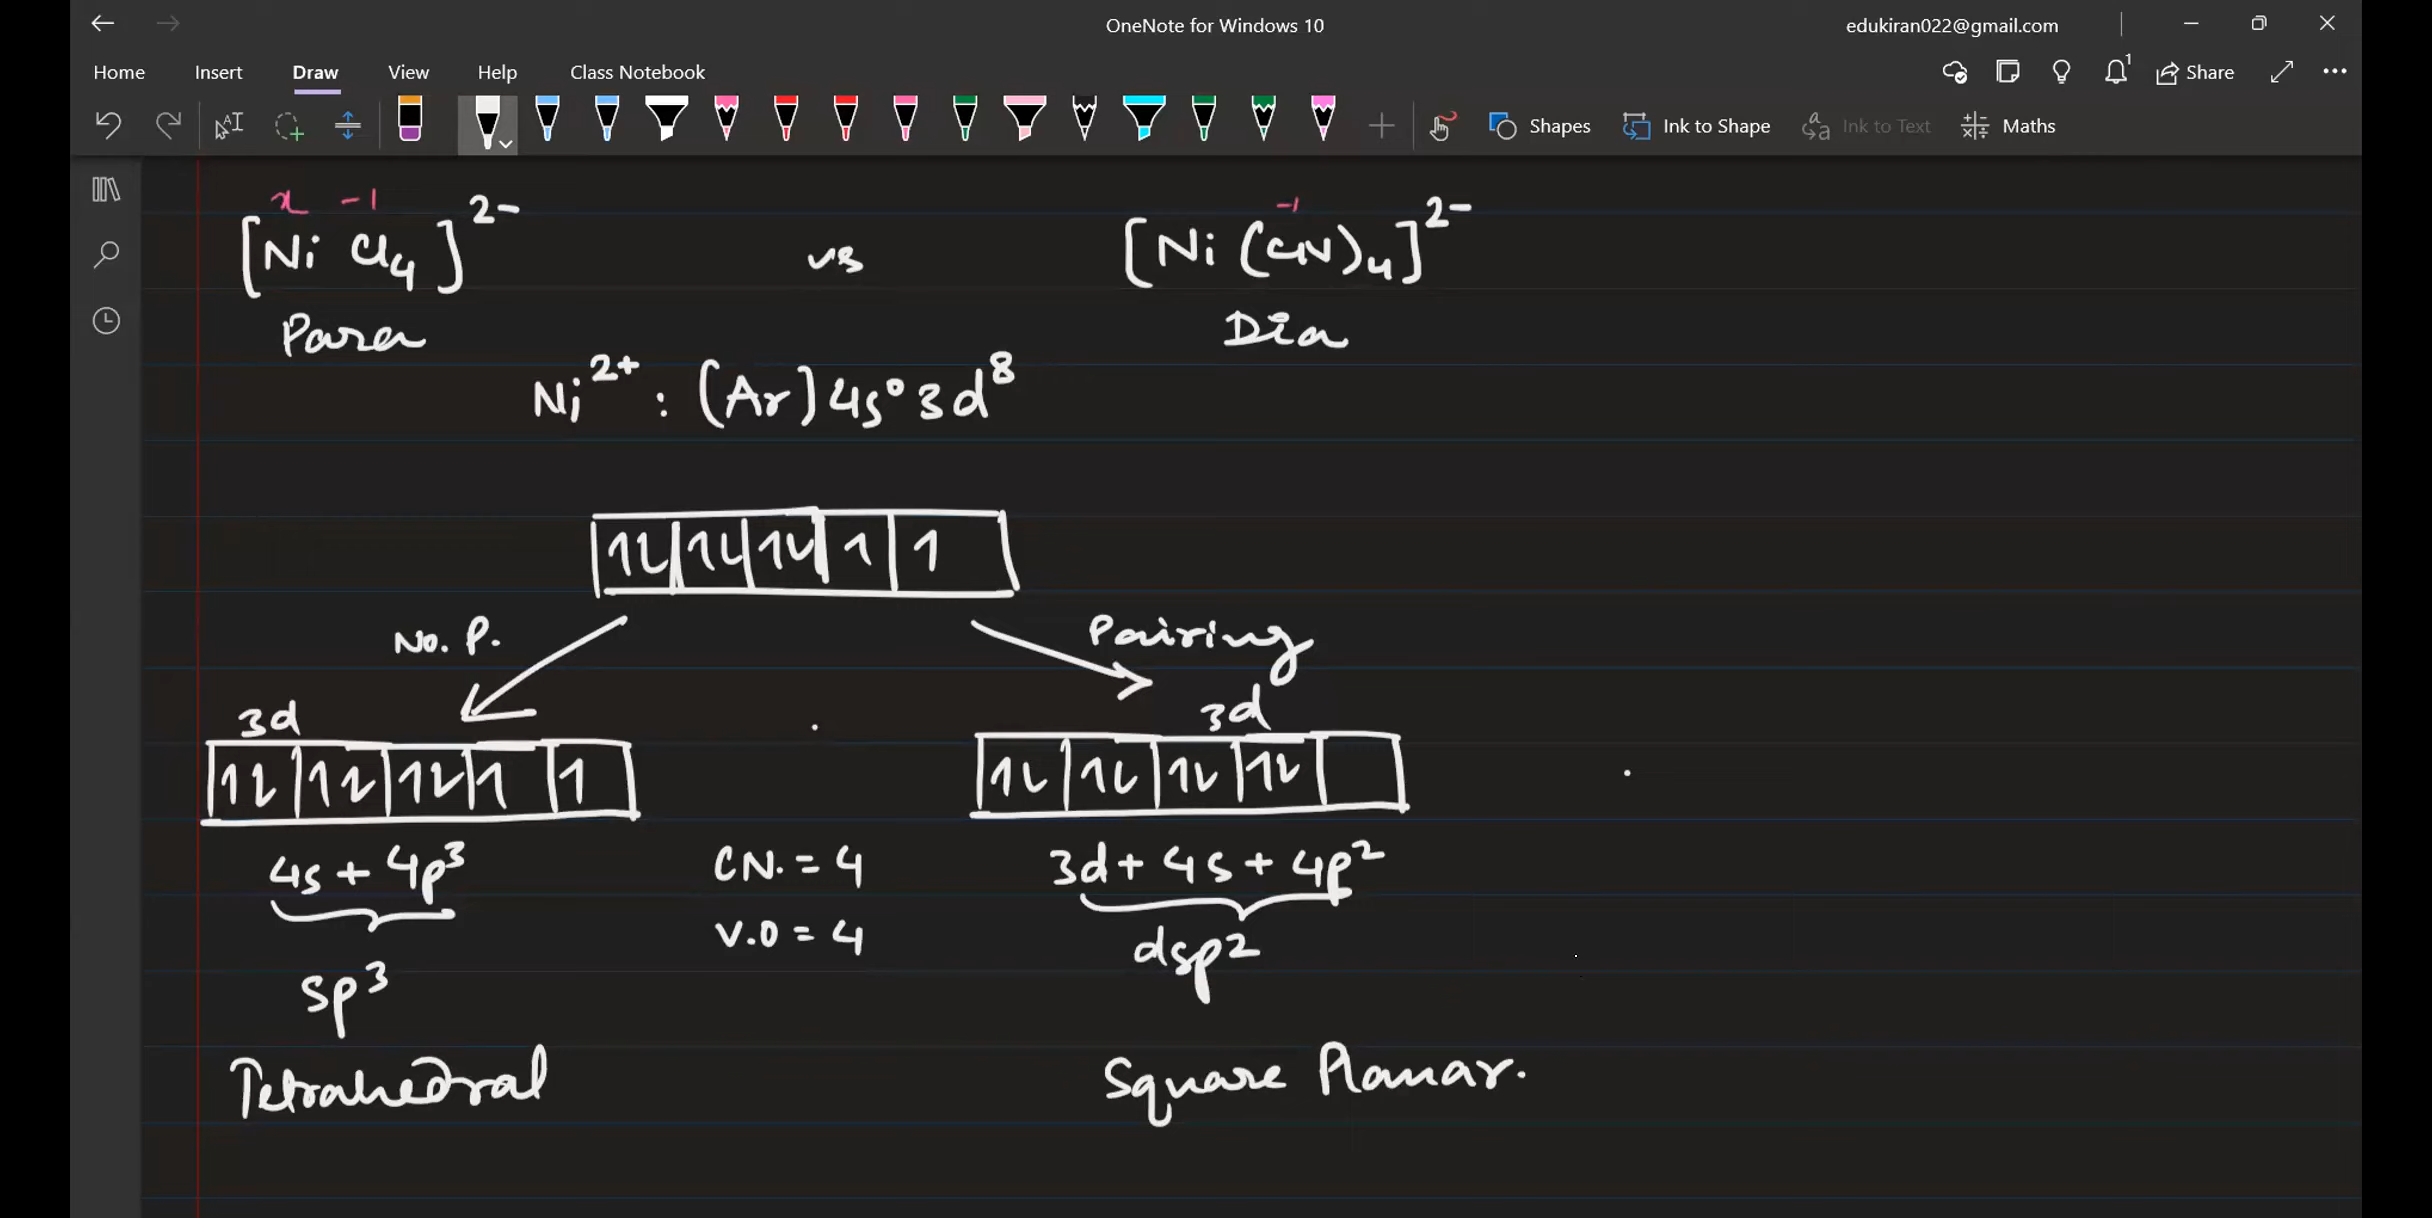 OneNote for Windows 10
edukiran022@gmail.com
Home Insert Draw View Help Class Notebook
1 Share
Shapes Ink to Shape Ink to Text Maths
x -1
[Ni Cl4]2- vs
-1
[Ni (CN)4]2-
Para Dia
Ni2+ : (Ar) 4s0 3d8
1L 1L 1L 1 1
No. P. Pairing
3d 3d
1L 1L 1L 1 1
1L 1L 1L 1L
4s + 4p3
CN. = 4
3d + 4s + 4p2
V.O = 4
sp3
dsp2
Tetrahedral Square Planar.